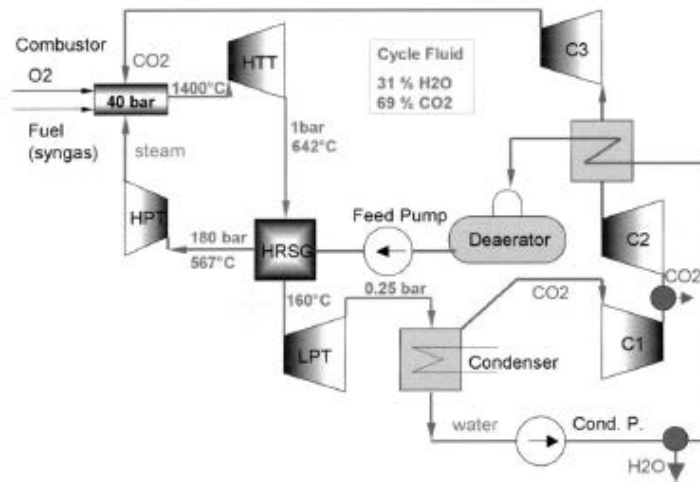 Combustor
O2
CO2
HTT
C3
Cycle Fluid
31 % H2O
69 % CO2
40 bar
1400°C
Fuel
(syngas)
steam
1bar
642°C
HPT
180 bar
567°C
HRSG
Feed Pump
Deaerator
C2
CO2
160°C
0.25 bar
CO2
LPT
Condenser
C1
water
Cond. P.
H2O